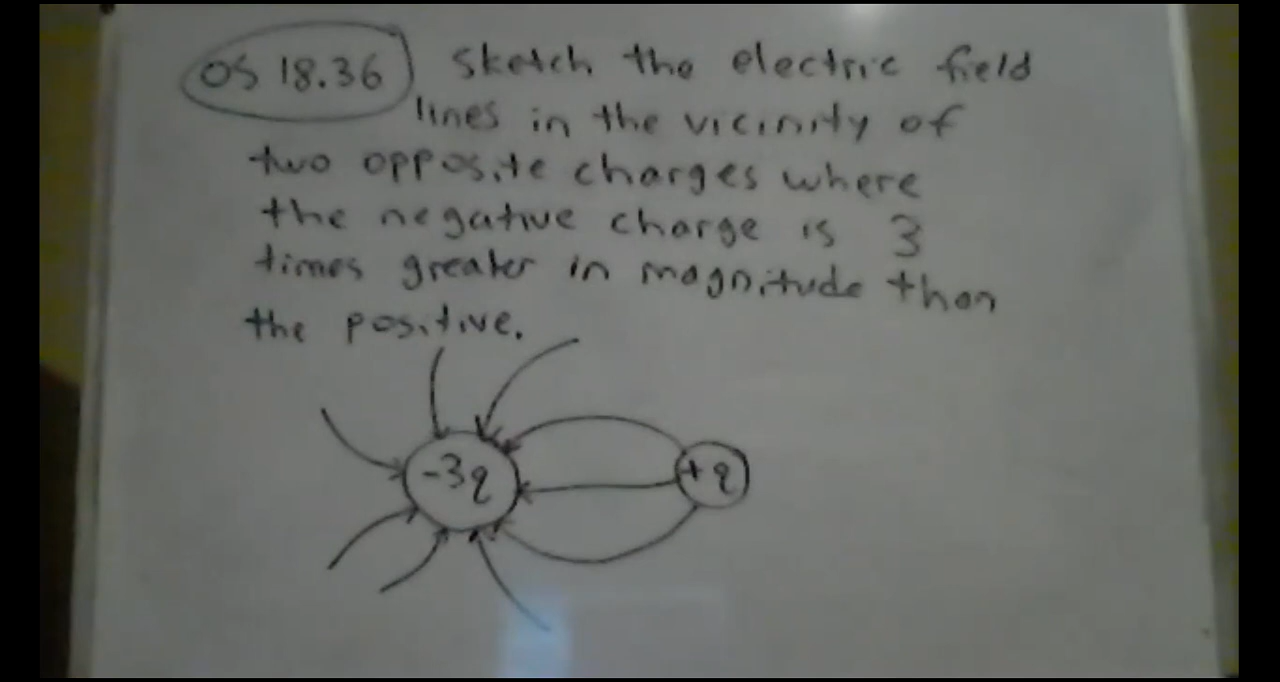 OS 18.36 Sketch the electric field
lines in the vicinity of
two opposite charges where
the negative charge is 3
times greater in magnitude than
the positive.
-3q
+q